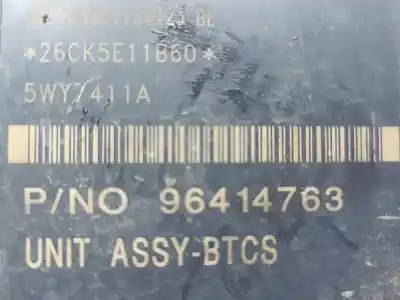 *26CK5E11B60*
5WY7411A
P/NO 96414763
UNIT ASSY-BTCS